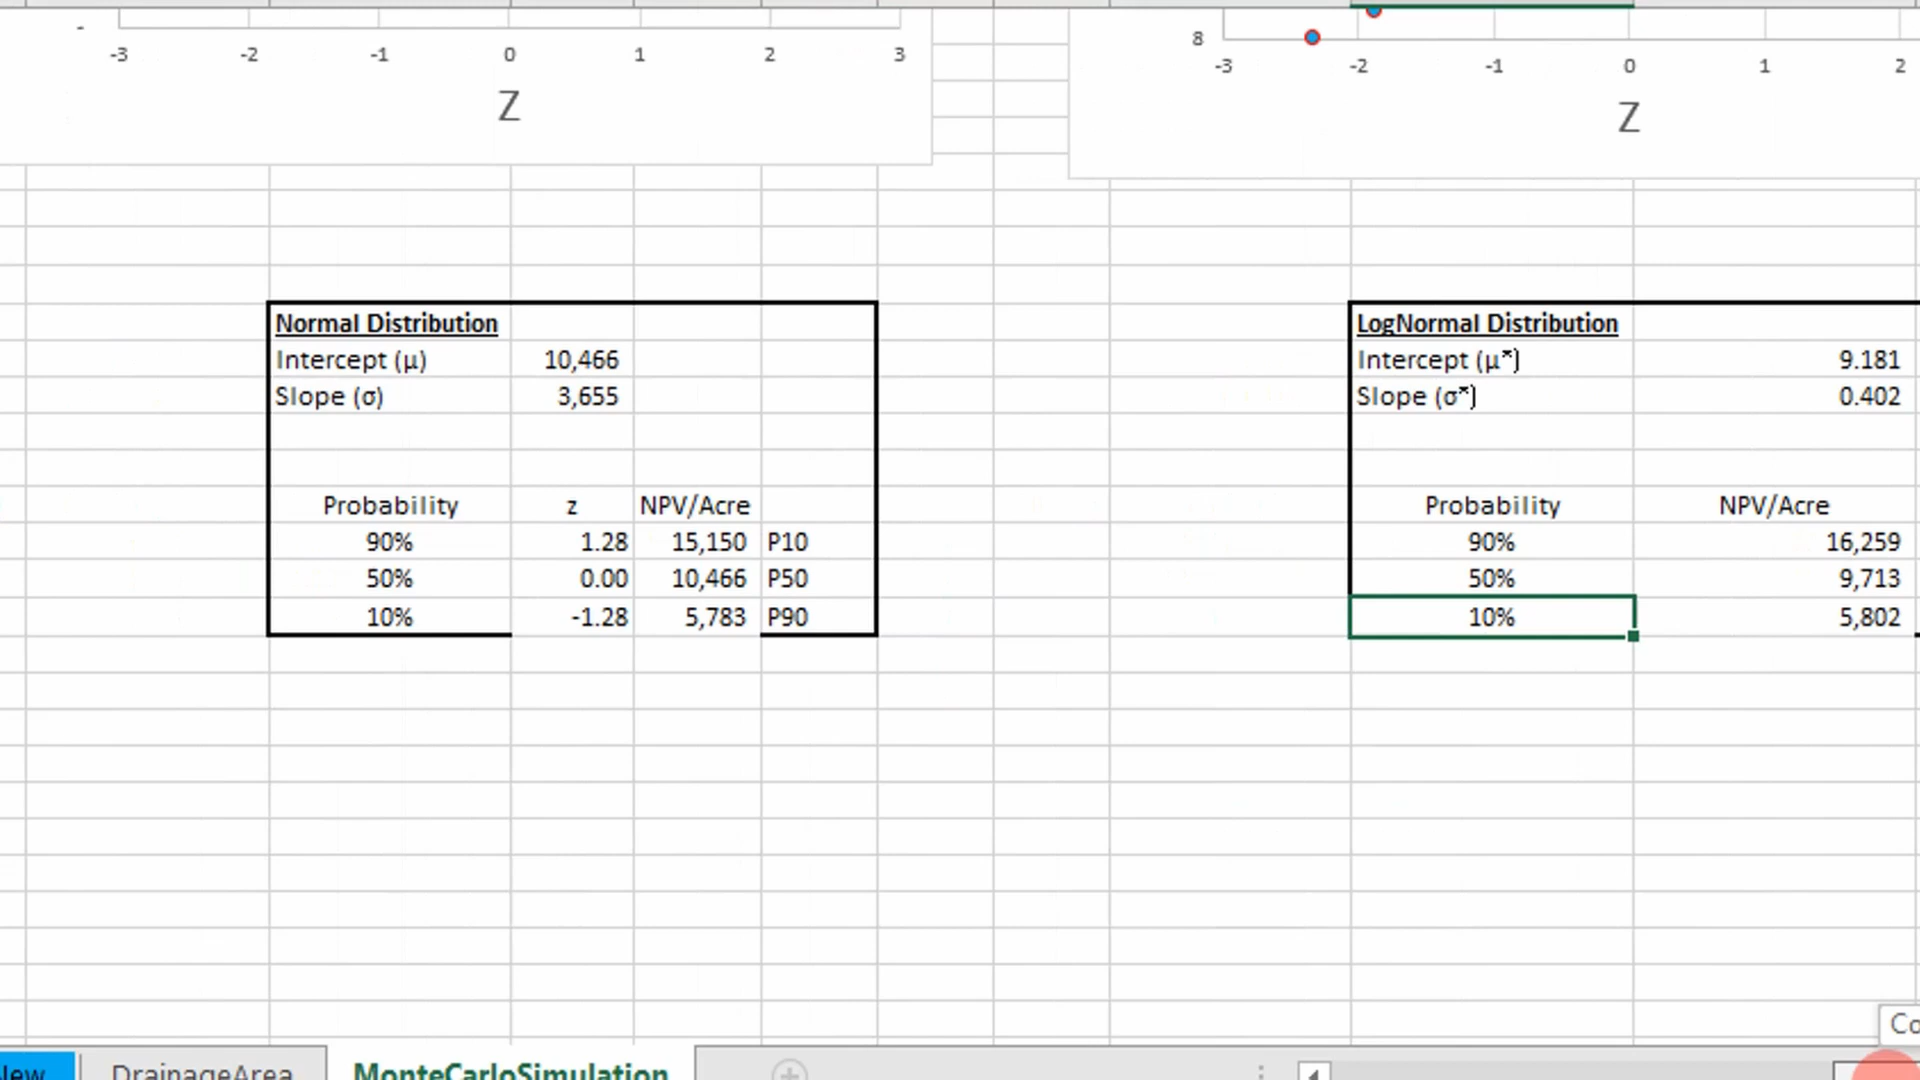 -
-3 -2 -1 0 1 2 3
Z
8
-3 -2 -1 0 1 2
Z
Normal Distribution
Intercept (μ) 10,466
Slope (σ) 3,655
Probability z NPV/Acre
90% 1.28 15,150 P10
50% 0.00 10,466 P50
10% -1.28 5,783 P90
LogNormal Distribution
Intercept (μ*) 9.181
Slope (σ*) 0.402
Probability NPV/Acre
90% 16,259
50% 9,713
10% 5,802
Co
New DrainageArea MonteCarloSimulation